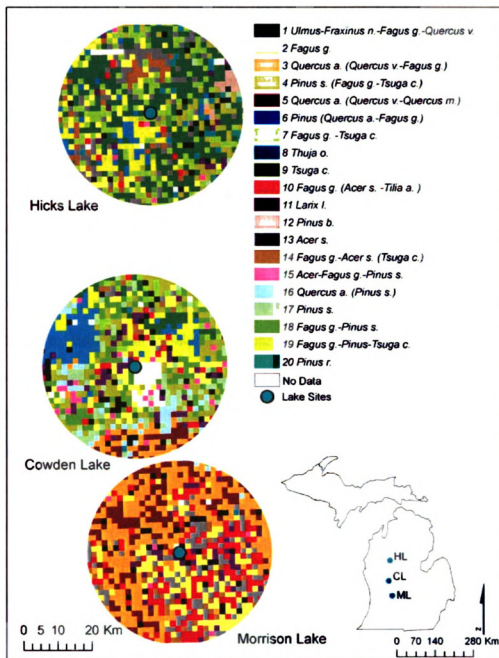 1 Ulmus-Fraxinus n.-Fagus g.-Quercus v.
2 Fagus g.
3 Quercus a. (Quercus v.-Fagus g.)
4 Pinus s. (Fagus g.-Tsuga c.)
5 Quercus a. (Quercus v.-Quercus m.)
6 Pinus (Quercus a.-Fagus g.)
7 Fagus g. -Tsuga c.
8 Thuja o.
9 Tsuga c.
10 Fagus g. (Acer s. -Tilia a.)
11 Larix l.
12 Pinus b.
13 Acer s.
14 Fagus g.-Acer s. (Tsuga c.)
15 Acer-Fagus g.-Pinus s.
16 Quercus a. (Pinus s.)
17 Pinus s.
18 Fagus g.-Pinus s.
19 Fagus g.-Pinus-Tsuga c.
20 Pinus r.
No Data
Lake Sites
Hicks Lake
Cowden Lake
Morrison Lake
0 5 10 20 Km
HL
CL
ML
0 70 140 280 Km